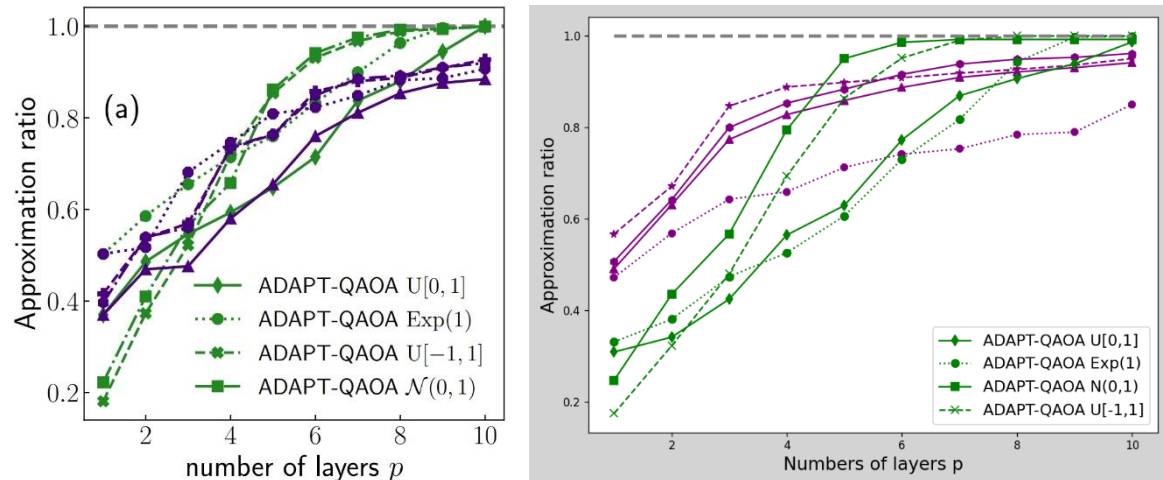 (a)
Approximation ratio
1.0
0.8
0.6
0.4
0.2
ADAPT-QAOA U[0, 1]
ADAPT-QAOA Exp(1)
ADAPT-QAOA U[−1, 1]
ADAPT-QAOA 𝒩(0, 1)
2 4 6 8 10
number of layers p
Approximation ratio
1.0
0.8
0.6
0.4
0.2
ADAPT-QAOA U[0,1]
ADAPT-QAOA Exp(1)
ADAPT-QAOA N(0,1)
ADAPT-QAOA U[-1,1]
2 4 6 8 10
Numbers of layers p